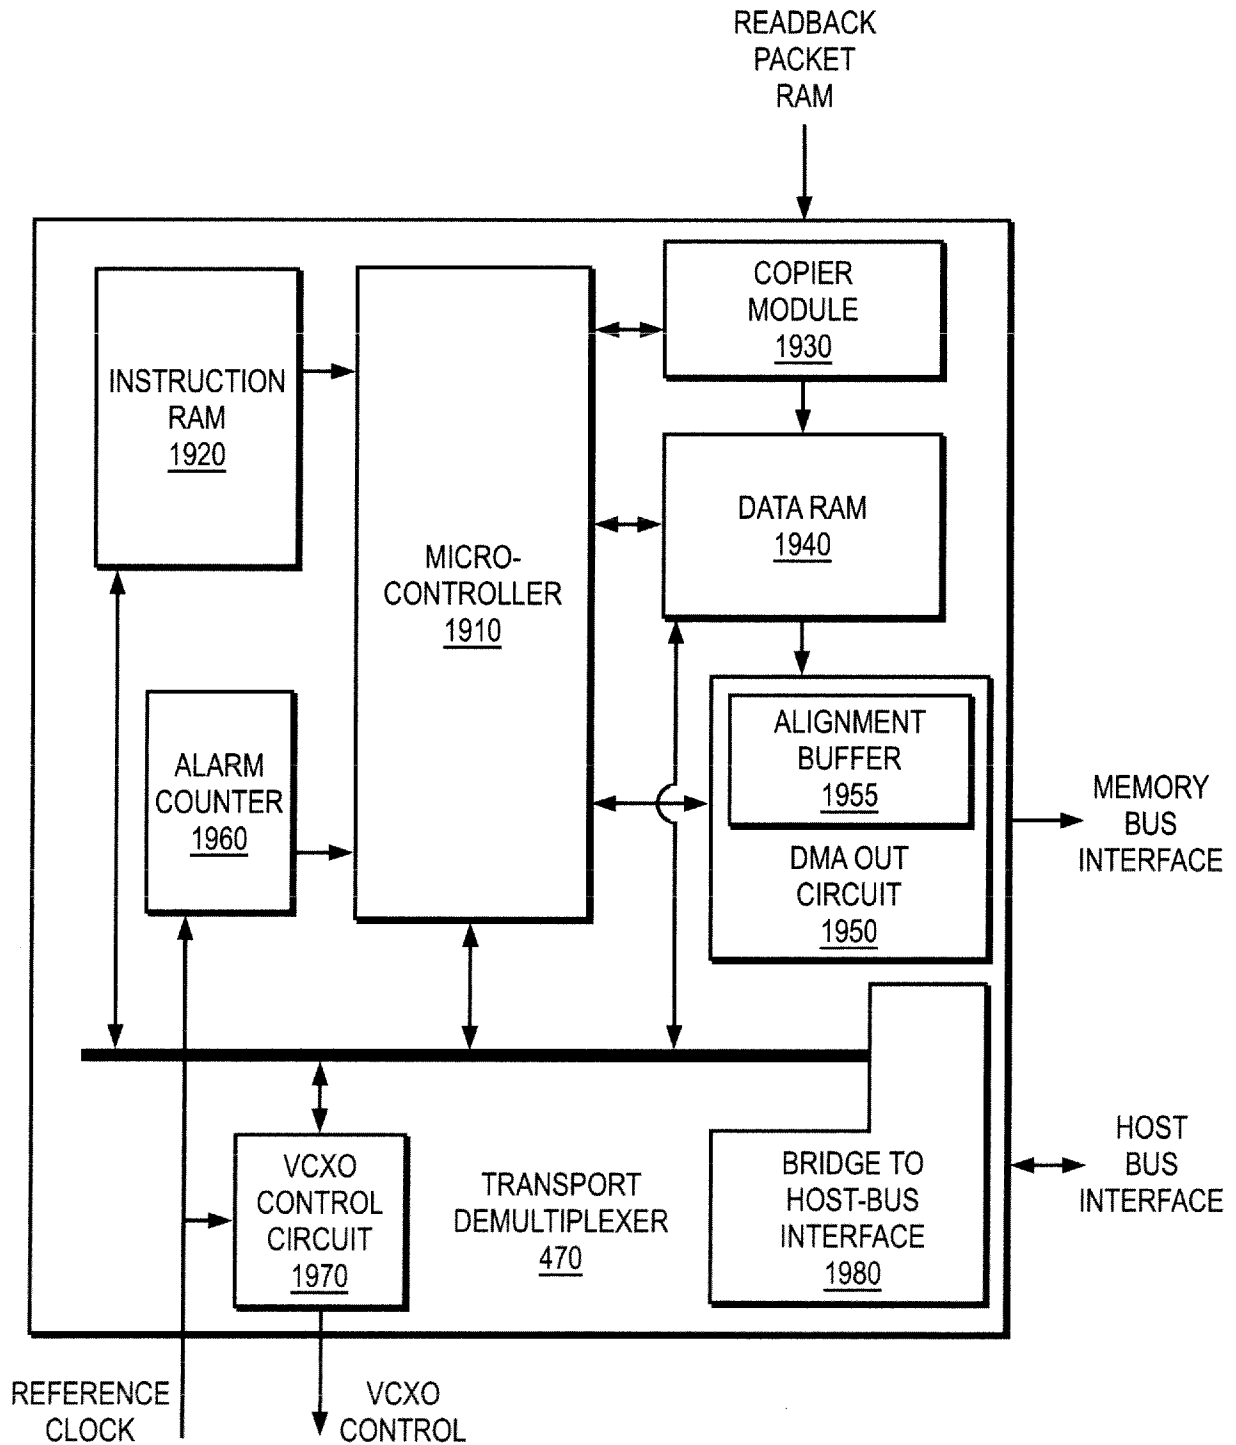 READBACK
PACKET
RAM
COPIER
MODULE
1930
INSTRUCTION
RAM
1920
DATA RAM
1940
MICRO-
CONTROLLER
1910
ALIGNMENT
BUFFER
1955
DMA OUT
CIRCUIT
1950
ALARM
COUNTER
1960
MEMORY
BUS
INTERFACE
VCXO
CONTROL
CIRCUIT
1970
TRANSPORT
DEMULTIPLEXER
470
BRIDGE TO
HOST-BUS
INTERFACE
1980
HOST
BUS
INTERFACE
REFERENCE
CLOCK
VCXO
CONTROL